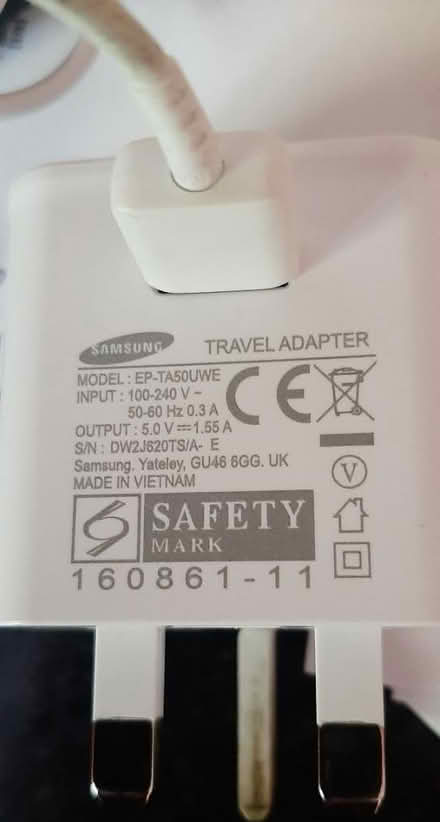 SAMSUNG TRAVEL ADAPTER
MODEL : EP-TA50UWE
INPUT : 100-240 V ~
50-60 Hz 0.3 A
OUTPUT : 5.0 V ⎓ 1.55 A
S/N : DW2J620TS/A- E
Samsung. Yateley, GU46 6GG. UK
MADE IN VIETNAM
CE
V
SAFETY
MARK
160861-11